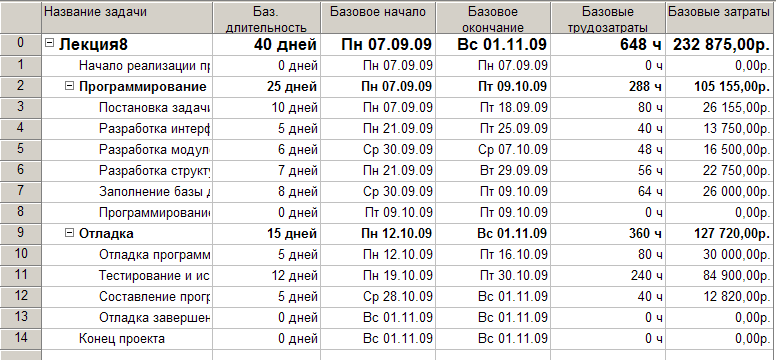 Название задачи Баз. длительность Базовое начало Базовое окончание Базовые трудозатраты Базовые затраты
0 Лекция8 40 дней Пн 07.09.09 Вс 01.11.09 648 ч 232 875,00р.
1 Начало реализации пр 0 дней Пн 07.09.09 Пн 07.09.09 0 ч 0,00р.
2 Программирование 25 дней Пн 07.09.09 Пт 09.10.09 288 ч 105 155,00р.
3 Постановка задачи 10 дней Пн 07.09.09 Пт 18.09.09 80 ч 26 155,00р.
4 Разработка интерф 5 дней Пн 21.09.09 Пт 25.09.09 40 ч 13 750,00р.
5 Разработка модул 6 дней Ср 30.09.09 Ср 07.10.09 48 ч 16 500,00р.
6 Разработка структ 7 дней Пн 21.09.09 Вт 29.09.09 56 ч 22 750,00р.
7 Заполнение базы д 8 дней Ср 30.09.09 Пт 09.10.09 64 ч 26 000,00р.
8 Программирование 0 дней Пт 09.10.09 Пт 09.10.09 0 ч 0,00р.
9 Отладка 15 дней Пн 12.10.09 Вс 01.11.09 360 ч 127 720,00р.
10 Отладка программ 5 дней Пн 12.10.09 Пт 16.10.09 80 ч 30 000,00р.
11 Тестирование и ис 12 дней Пн 19.10.09 Пт 30.10.09 240 ч 84 900,00р.
12 Составление прог 5 дней Ср 28.10.09 Вс 01.11.09 40 ч 12 820,00р.
13 Отладка завершен 0 дней Вс 01.11.09 Вс 01.11.09 0 ч 0,00р.
14 Конец проекта 0 дней Вс 01.11.09 Вс 01.11.09 0 ч 0,00р.